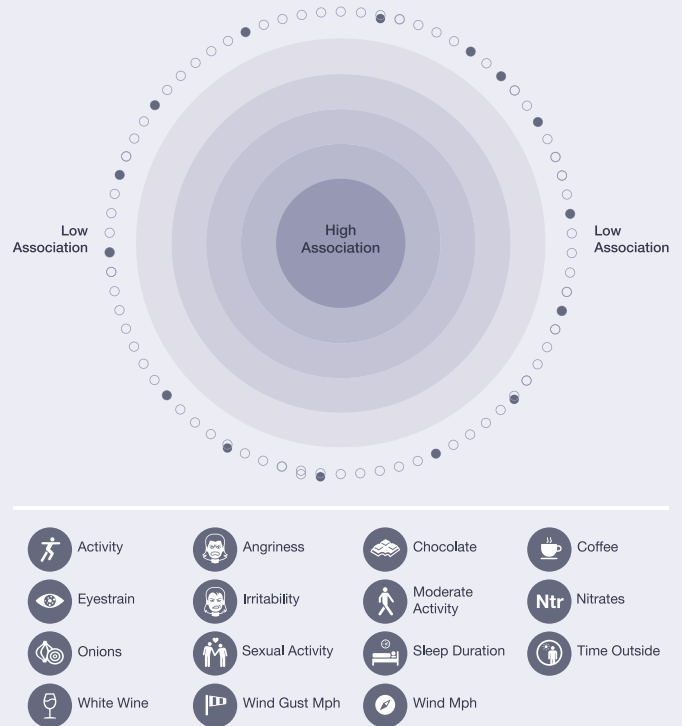 High
Association
Low
Association
Low
Association
Activity
Angriness
Chocolate
Coffee
Eyestrain
Irritability
Moderate
Activity
Ntr
Nitrates
Onions
Sexual Activity
Sleep Duration
Time Outside
White Wine
Wind Gust Mph
Wind Mph